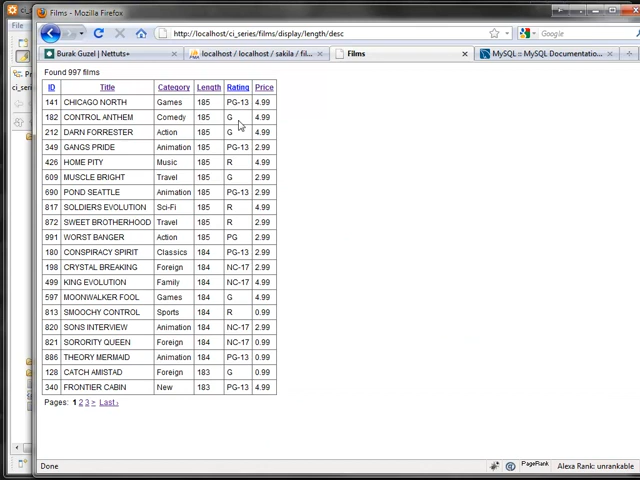 Films - Mozilla Firefox
ci_s
File
http://localhost/ci_series/films/display/length/desc
Google
Burak Guzel | Nettuts+
localhost / localhost / sakila / fil...
Films
MySQL :: MySQL Documentatio...
Pr
ci_se
Found 997 films
ID Title Category Length Rating Price
141 CHICAGO NORTH Games 185 PG-13 4.99
182 CONTROL ANTHEM Comedy 185 G 4.99
212 DARN FORRESTER Action 185 G 4.99
349 GANGS PRIDE Animation 185 PG-13 2.99
426 HOME PITY Music 185 R 4.99
609 MUSCLE BRIGHT Travel 185 G 2.99
690 POND SEATTLE Animation 185 PG-13 2.99
817 SOLDIERS EVOLUTION Sci-Fi 185 R 4.99
872 SWEET BROTHERHOOD Travel 185 R 2.99
991 WORST BANGER Action 185 PG 2.99
180 CONSPIRACY SPIRIT Classics 184 PG-13 2.99
198 CRYSTAL BREAKING Foreign 184 NC-17 2.99
499 KING EVOLUTION Family 184 NC-17 4.99
597 MOONWALKER FOOL Games 184 G 4.99
813 SMOOCHY CONTROL Sports 184 R 0.99
820 SONS INTERVIEW Animation 184 NC-17 2.99
821 SORORITY QUEEN Foreign 184 NC-17 0.99
886 THEORY MERMAID Animation 184 PG-13 0.99
128 CATCH AMISTAD Foreign 183 G 0.99
340 FRONTIER CABIN New 183 PG-13 4.99
Pages: 1 2 3 > Last ›
Done
PageRank
Alexa Rank: unrankable